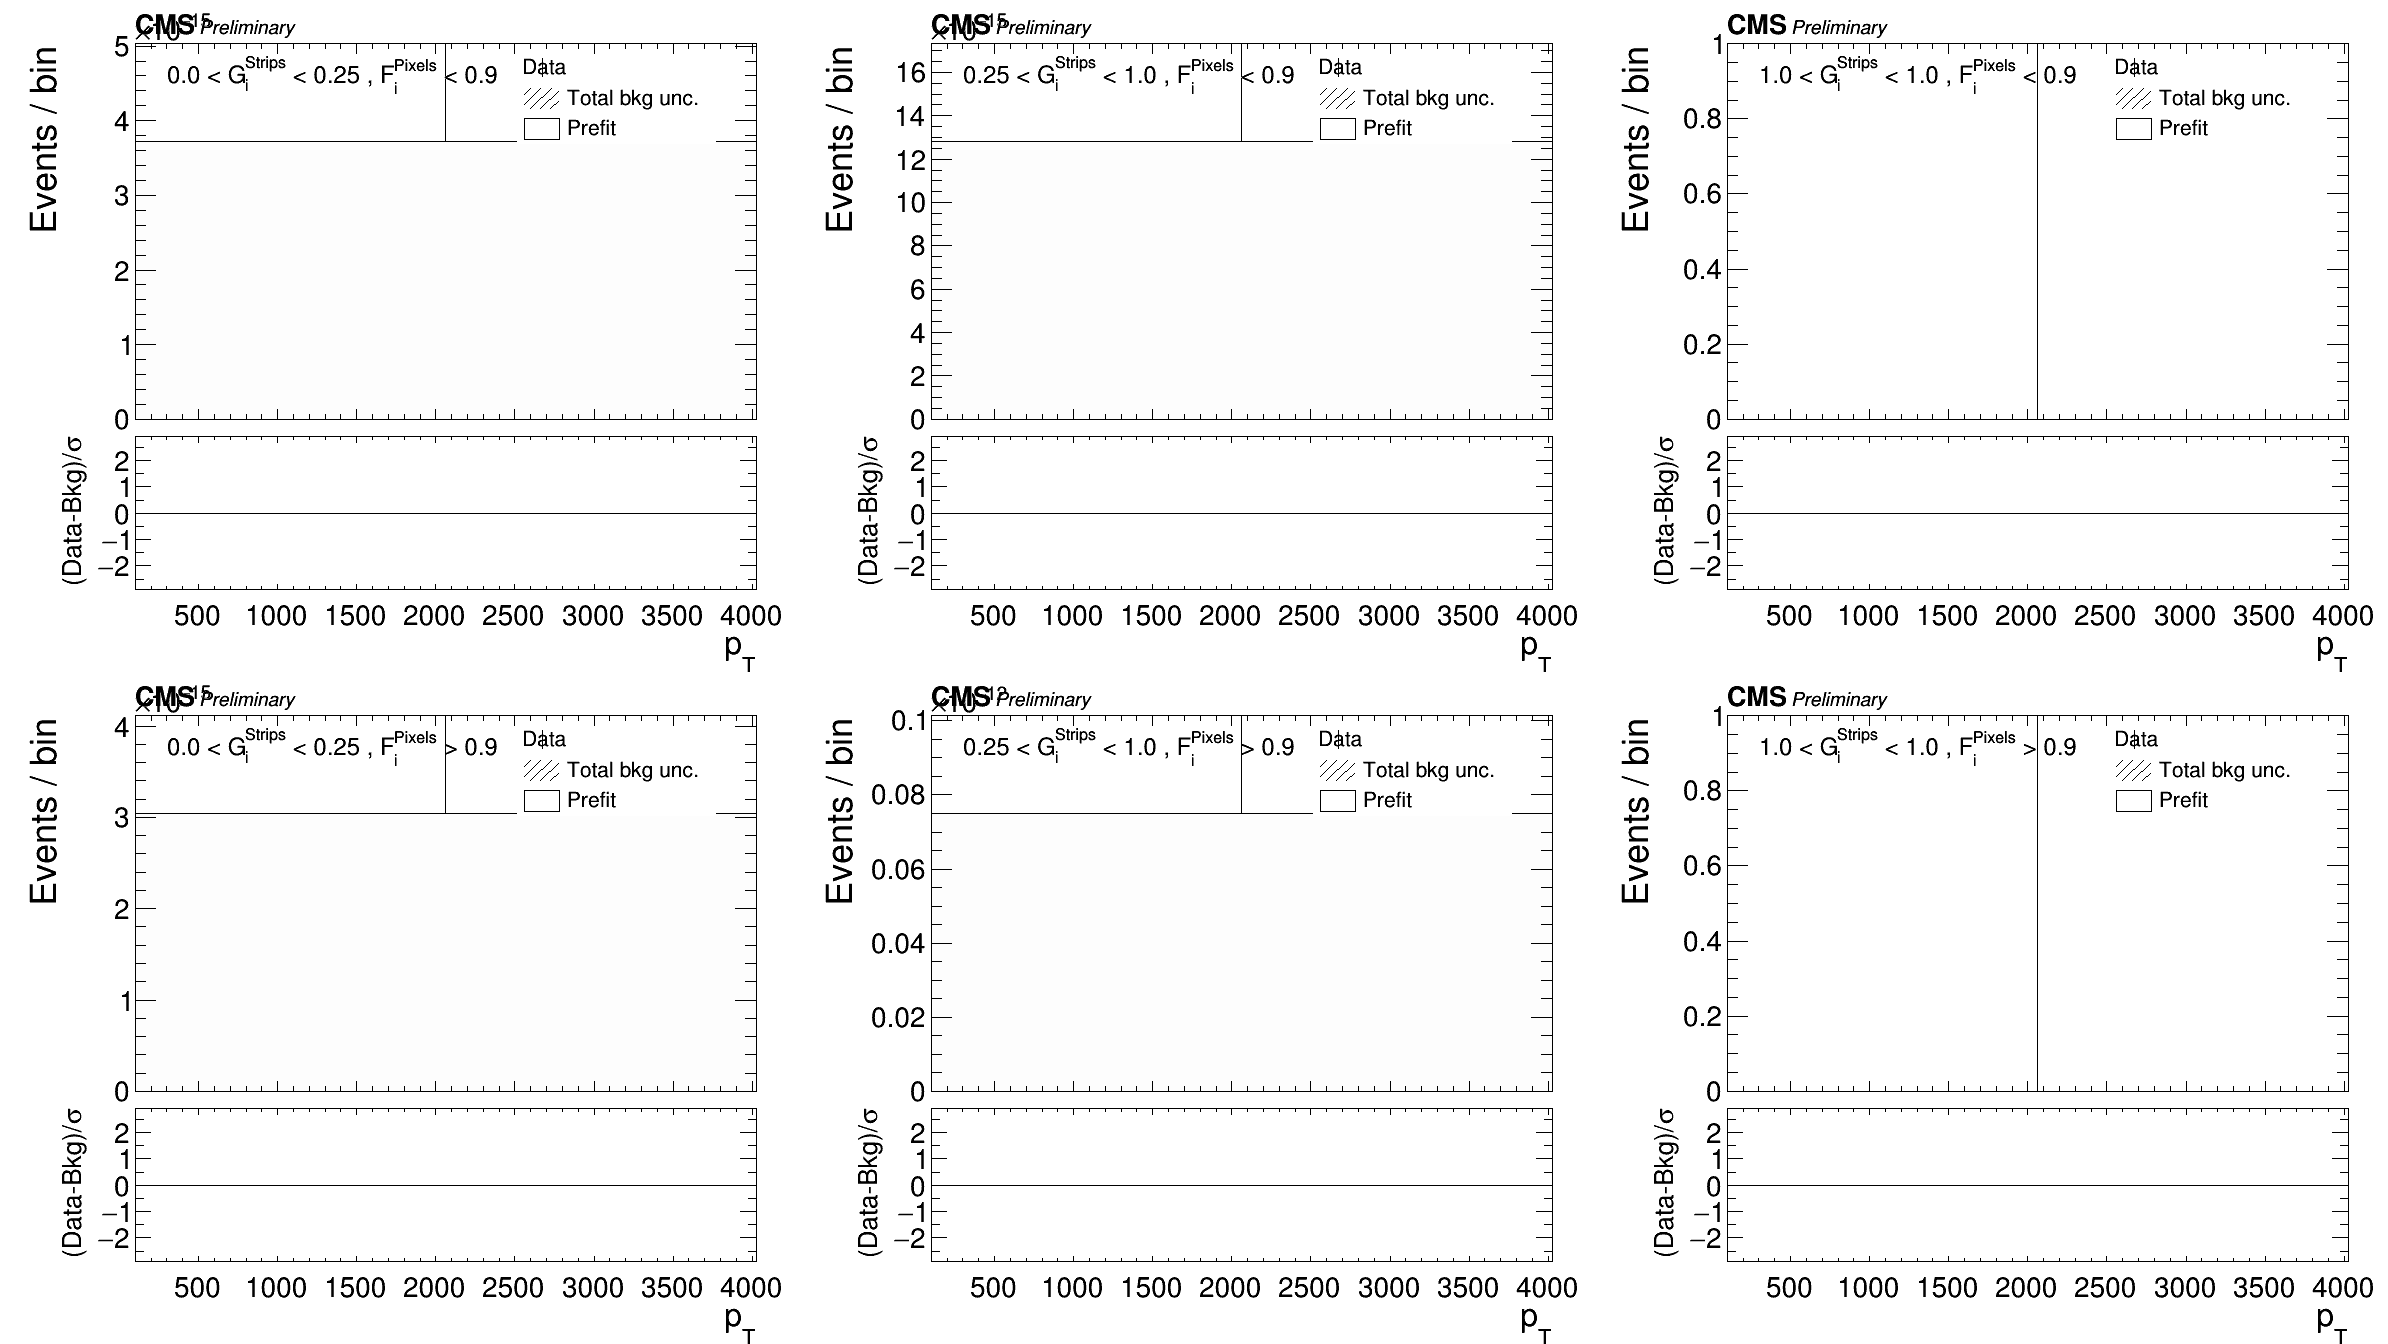 CMS Preliminary
Events / bin
0.0 < G_i^Strips < 0.25 , F_i^Pixels < 0.9
Data
Total bkg unc.
Prefit
5
4
3
2
1
0
(Data-Bkg)/σ
2
1
0
−1
−2
500 1000 1500 2000 2500 3000 3500 4000
p_T
CMS Preliminary
Events / bin
0.25 < G_i^Strips < 1.0 , F_i^Pixels < 0.9
Data
Total bkg unc.
Prefit
16
14
12
10
8
6
4
2
0
(Data-Bkg)/σ
2
1
0
−1
−2
500 1000 1500 2000 2500 3000 3500 4000
p_T
CMS Preliminary
Events / bin
1.0 < G_i^Strips < 1.0 , F_i^Pixels < 0.9
Data
Total bkg unc.
Prefit
1
0.8
0.6
0.4
0.2
0
(Data-Bkg)/σ
2
1
0
−1
−2
500 1000 1500 2000 2500 3000 3500 4000
p_T
CMS Preliminary
Events / bin
0.0 < G_i^Strips < 0.25 , F_i^Pixels > 0.9
Data
Total bkg unc.
Prefit
4
3
2
1
0
(Data-Bkg)/σ
2
1
0
−1
−2
500 1000 1500 2000 2500 3000 3500 4000
p_T
CMS Preliminary
Events / bin
0.25 < G_i^Strips < 1.0 , F_i^Pixels > 0.9
Data
Total bkg unc.
Prefit
0.1
0.08
0.06
0.04
0.02
0
(Data-Bkg)/σ
2
1
0
−1
−2
500 1000 1500 2000 2500 3000 3500 4000
p_T
CMS Preliminary
Events / bin
1.0 < G_i^Strips < 1.0 , F_i^Pixels > 0.9
Data
Total bkg unc.
Prefit
1
0.8
0.6
0.4
0.2
0
(Data-Bkg)/σ
2
1
0
−1
−2
500 1000 1500 2000 2500 3000 3500 4000
p_T